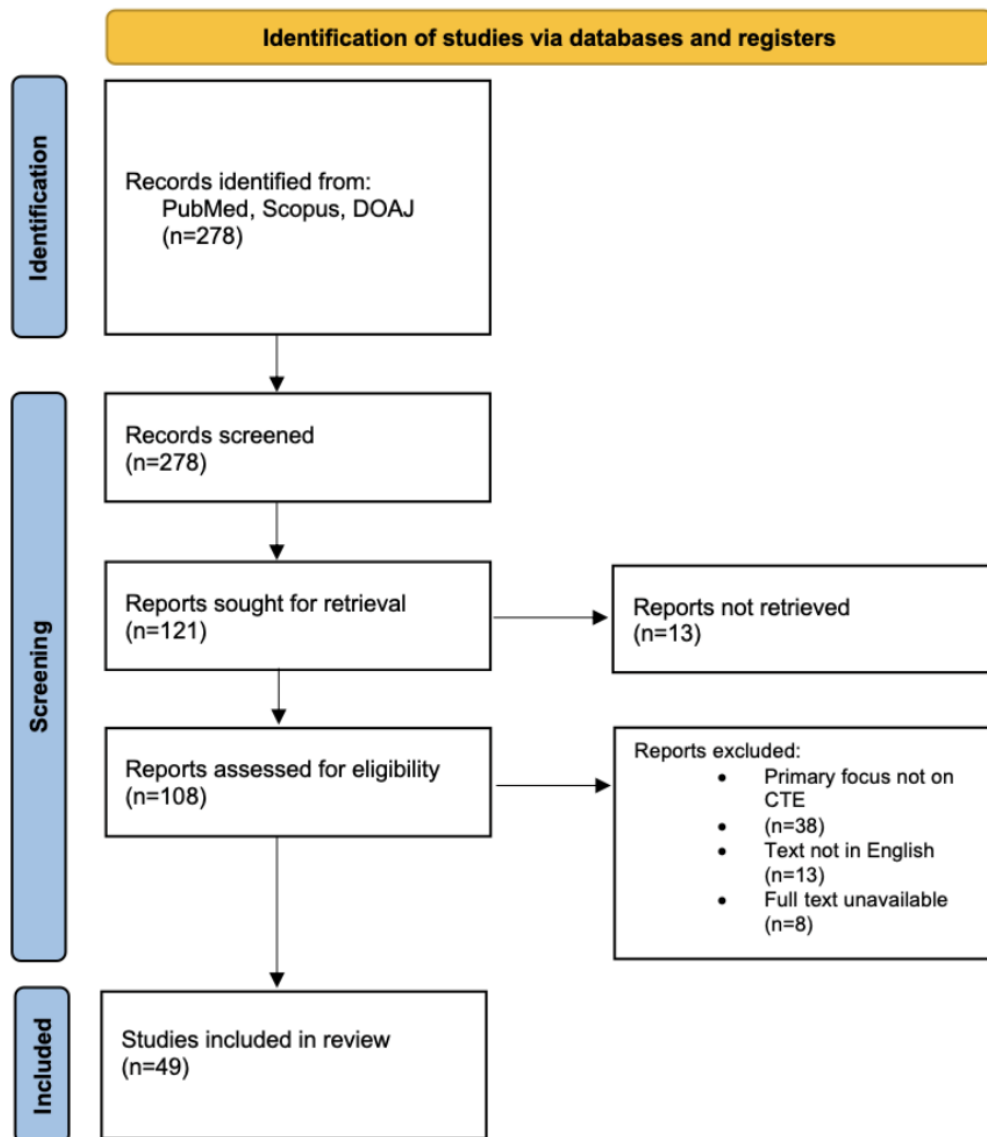 Identification of studies via databases and registers
Identification
Records identified from:
PubMed, Scopus, DOAJ
(n=278)
Screening
Records screened
(n=278)
Reports sought for retrieval
(n=121)
Reports not retrieved
(n=13)
Reports assessed for eligibility
(n=108)
Reports excluded:
• Primary focus not on
CTE
• (n=38)
• Text not in English
(n=13)
• Full text unavailable
(n=8)
Included
Studies included in review
(n=49)